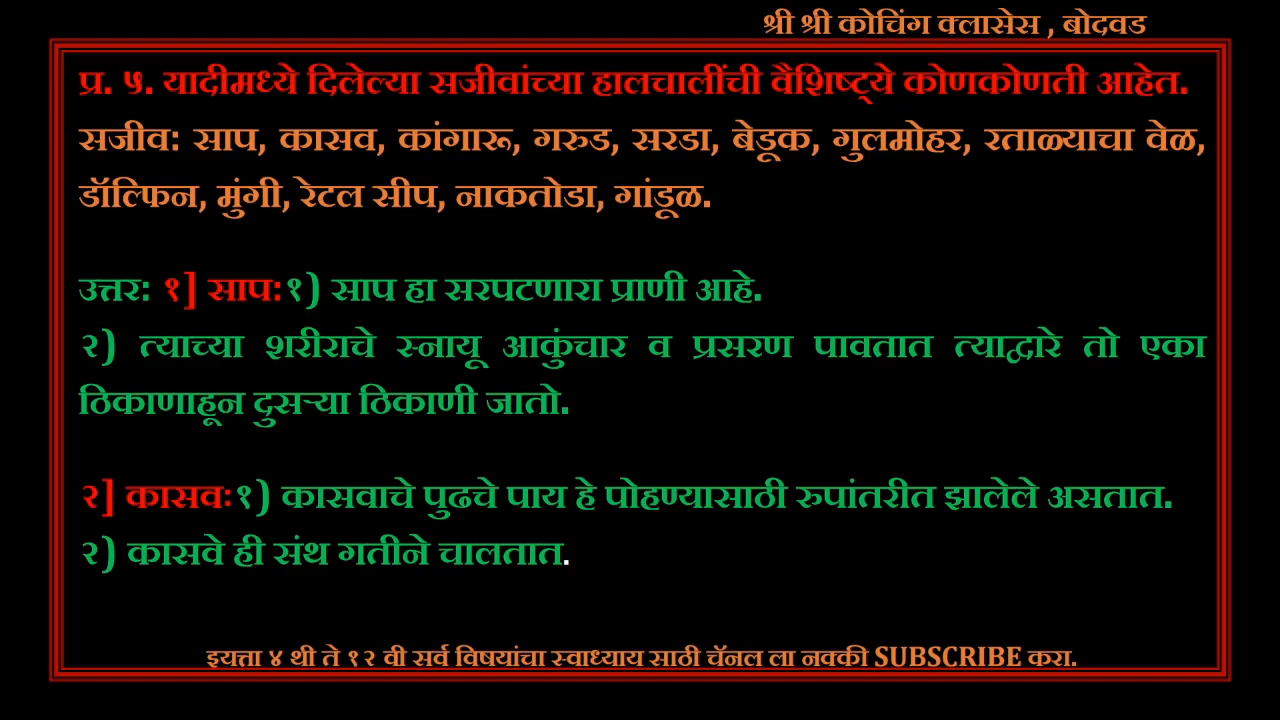 श्री श्री कोचिंग क्लासेस , बोदवड
प्र. ५. यादीमध्ये दिलेल्या सजीवांच्या हालचालींची वैशिष्ट्ये कोणकोणती आहेत.
सजीव: साप, कासव, कांगारू, गरुड, सरडा, बेडूक, गुलमोहर, रताळ्याचा वेळ,
डॉल्फिन, मुंगी, रेटल सीप, नाकतोडा, गांडूळ.
उत्तर: १] साप:१) साप हा सरपटणारा प्राणी आहे.
२) त्याच्या शरीराचे स्नायू आकुंचार व प्रसरण पावतात त्याद्वारे तो एका
ठिकाणाहून दुसऱ्या ठिकाणी जातो.
२] कासव:१) कासवाचे पुढचे पाय हे पोहण्यासाठी रुपांतरीत झालेले असतात.
२) कासवे ही संथ गतीने चालतात.
इयत्ता ४ थी ते १२ वी सर्व विषयांचा स्वाध्याय साठी चॅनल ला नक्की SUBSCRIBE करा.